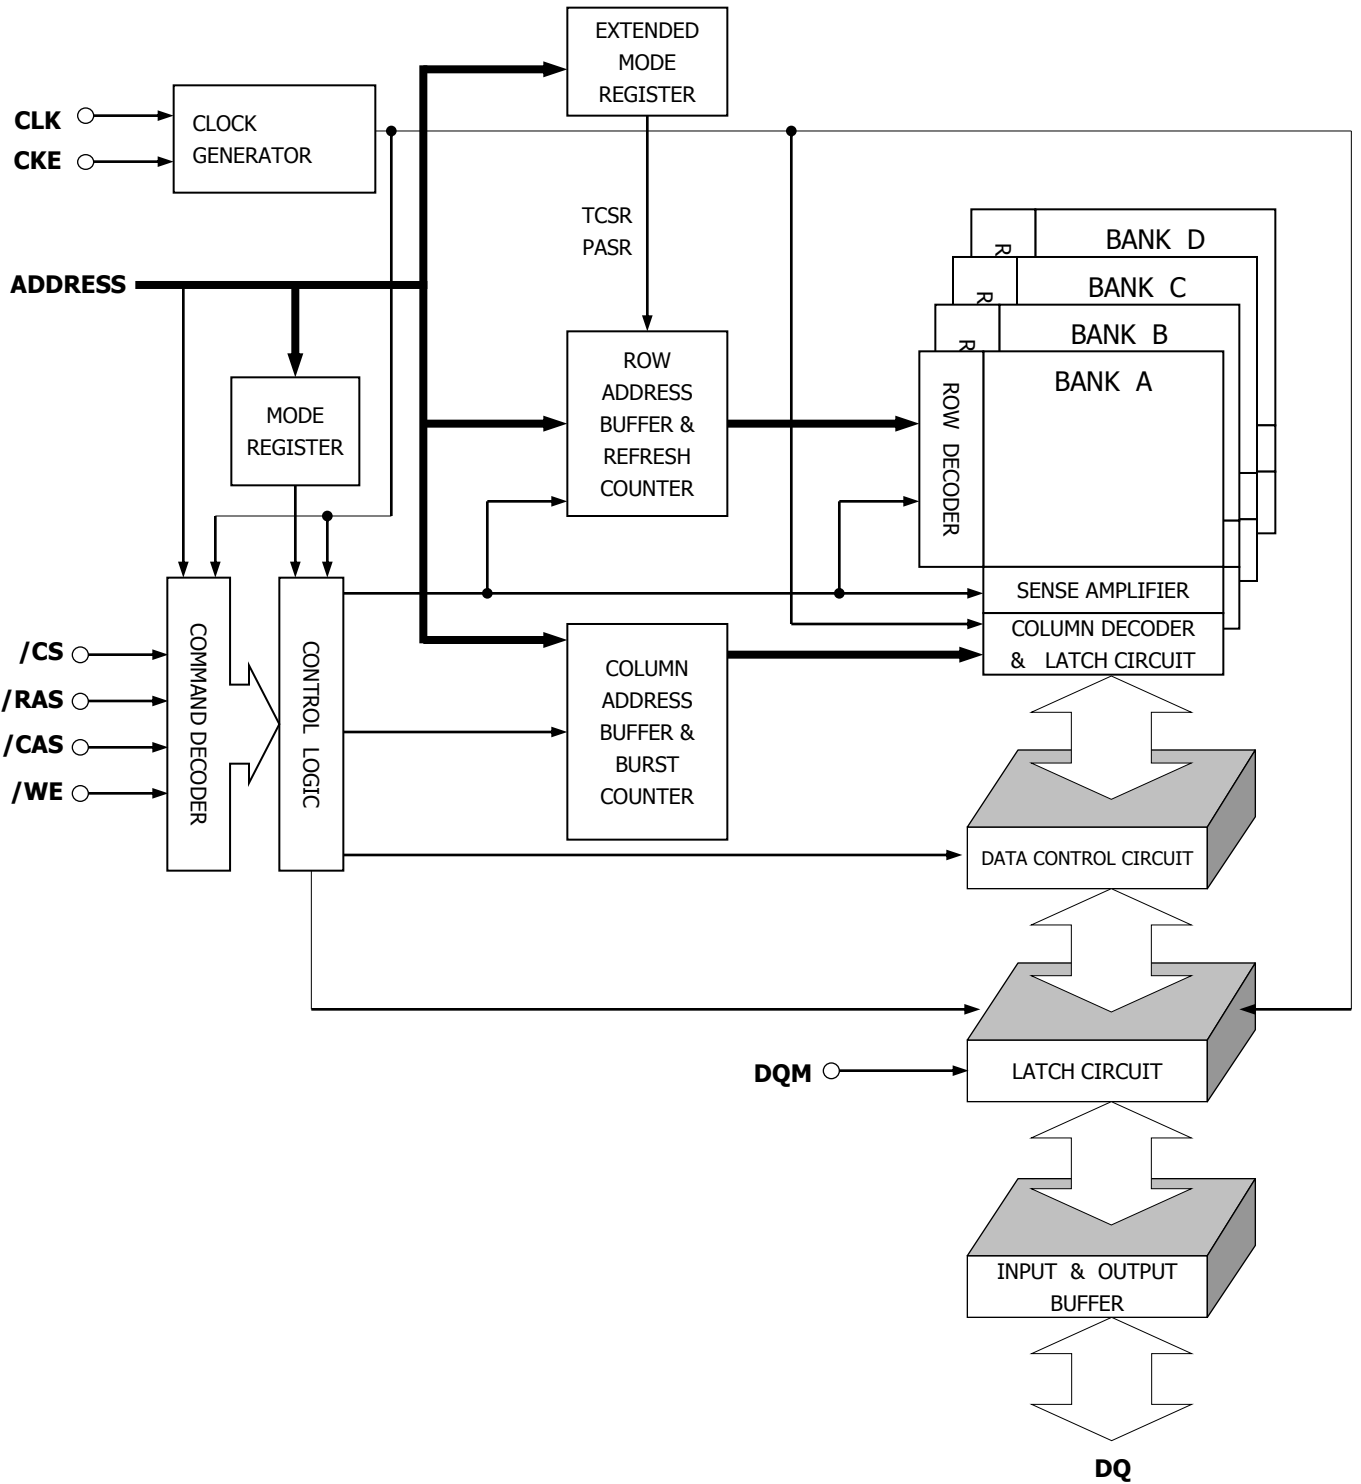 EXTENDED
MODE
REGISTER
CLK
CKE
CLOCK
GENERATOR
TCSR
PASR
ADDRESS
MODE
REGISTER
ROW
ADDRESS
BUFFER &
REFRESH
COUNTER
R
BANK D
R
BANK C
R
BANK B
ROW DECODER
BANK A
SENSE AMPLIFIER
COLUMN DECODER
& LATCH CIRCUIT
/CS
/RAS
/CAS
/WE
COMMAND DECODER
CONTROL LOGIC
COLUMN
ADDRESS
BUFFER &
BURST
COUNTER
DATA CONTROL CIRCUIT
DQM
LATCH CIRCUIT
INPUT & OUTPUT
BUFFER
DQ